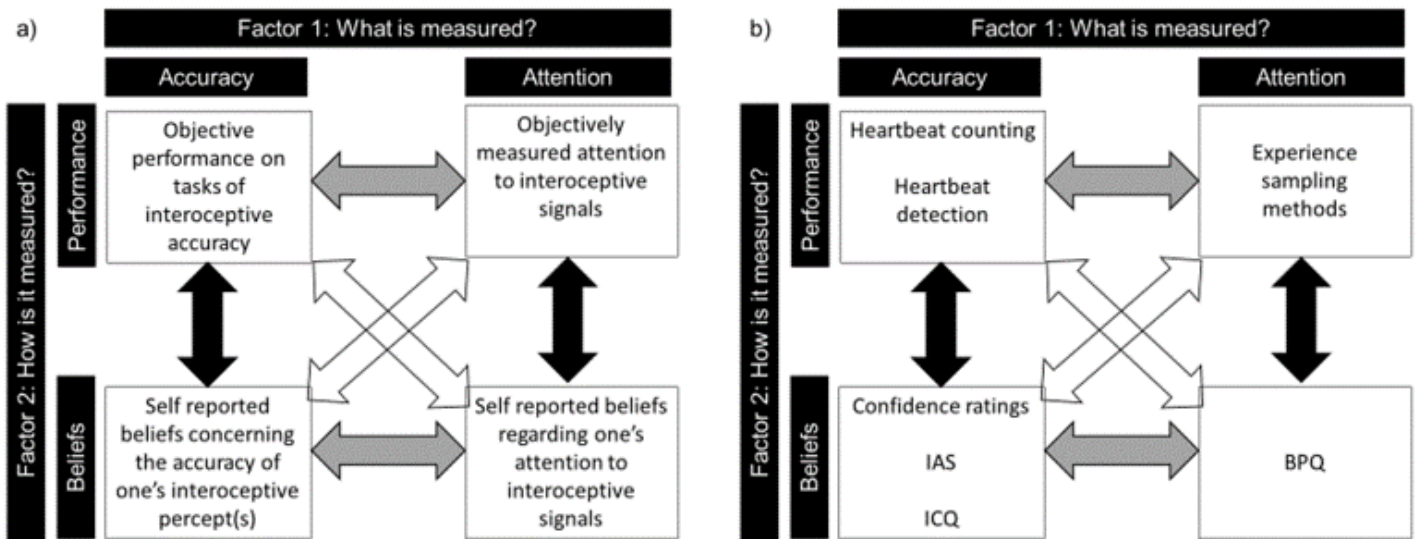 a)
Factor 1: What is measured?
Accuracy
Attention
Factor 2: How is it measured?
Performance
Objective
performance on
tasks of
interoceptive
accuracy
Objectively
measured attention
to interoceptive
signals
Beliefs
Self reported
beliefs concerning
the accuracy of
one's interoceptive
percept(s)
Self reported beliefs
regarding one's
attention to
interoceptive
signals
b)
Factor 1: What is measured?
Accuracy
Attention
Factor 2: How is it measured?
Performance
Heartbeat counting
Heartbeat
detection
Experience
sampling
methods
Beliefs
Confidence ratings
IAS
ICQ
BPQ